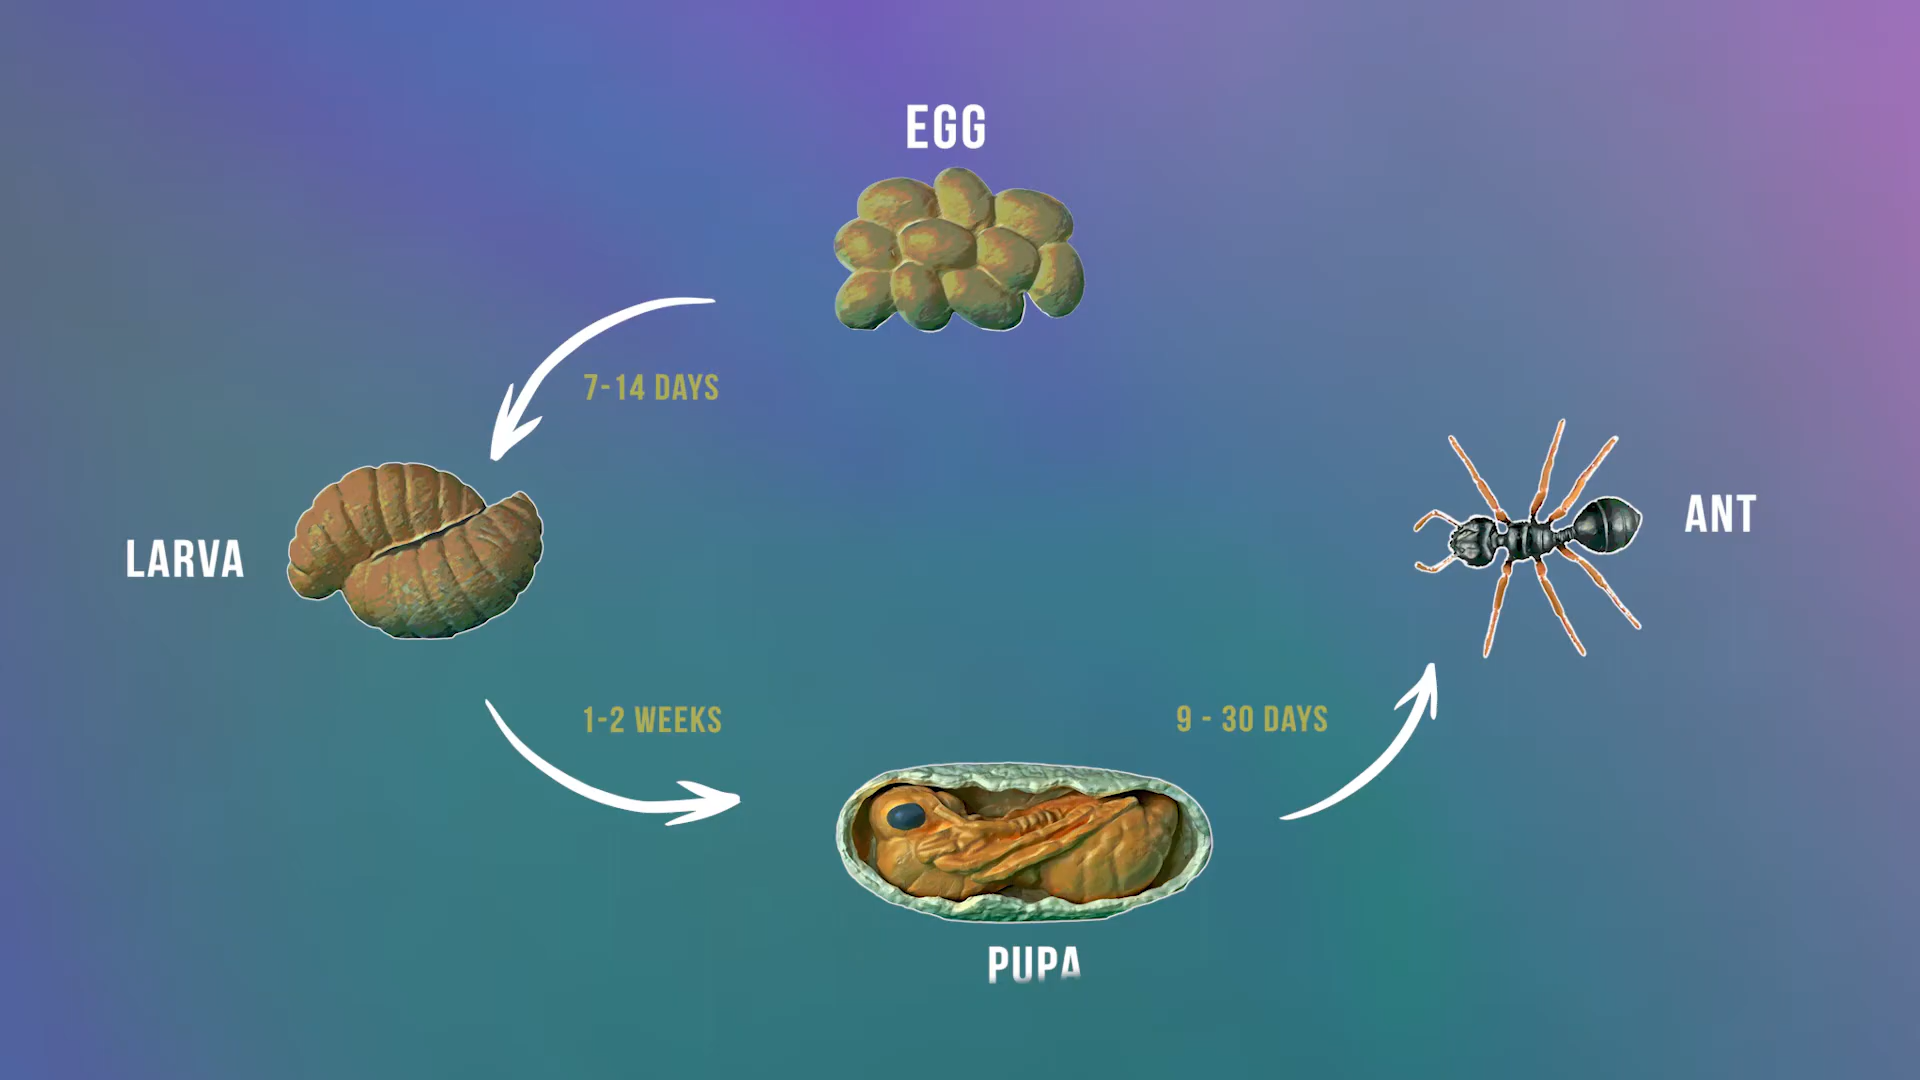 EGG
7-14 DAYS
LARVA
ANT
1-2 WEEKS
9 - 30 DAYS
PUPA